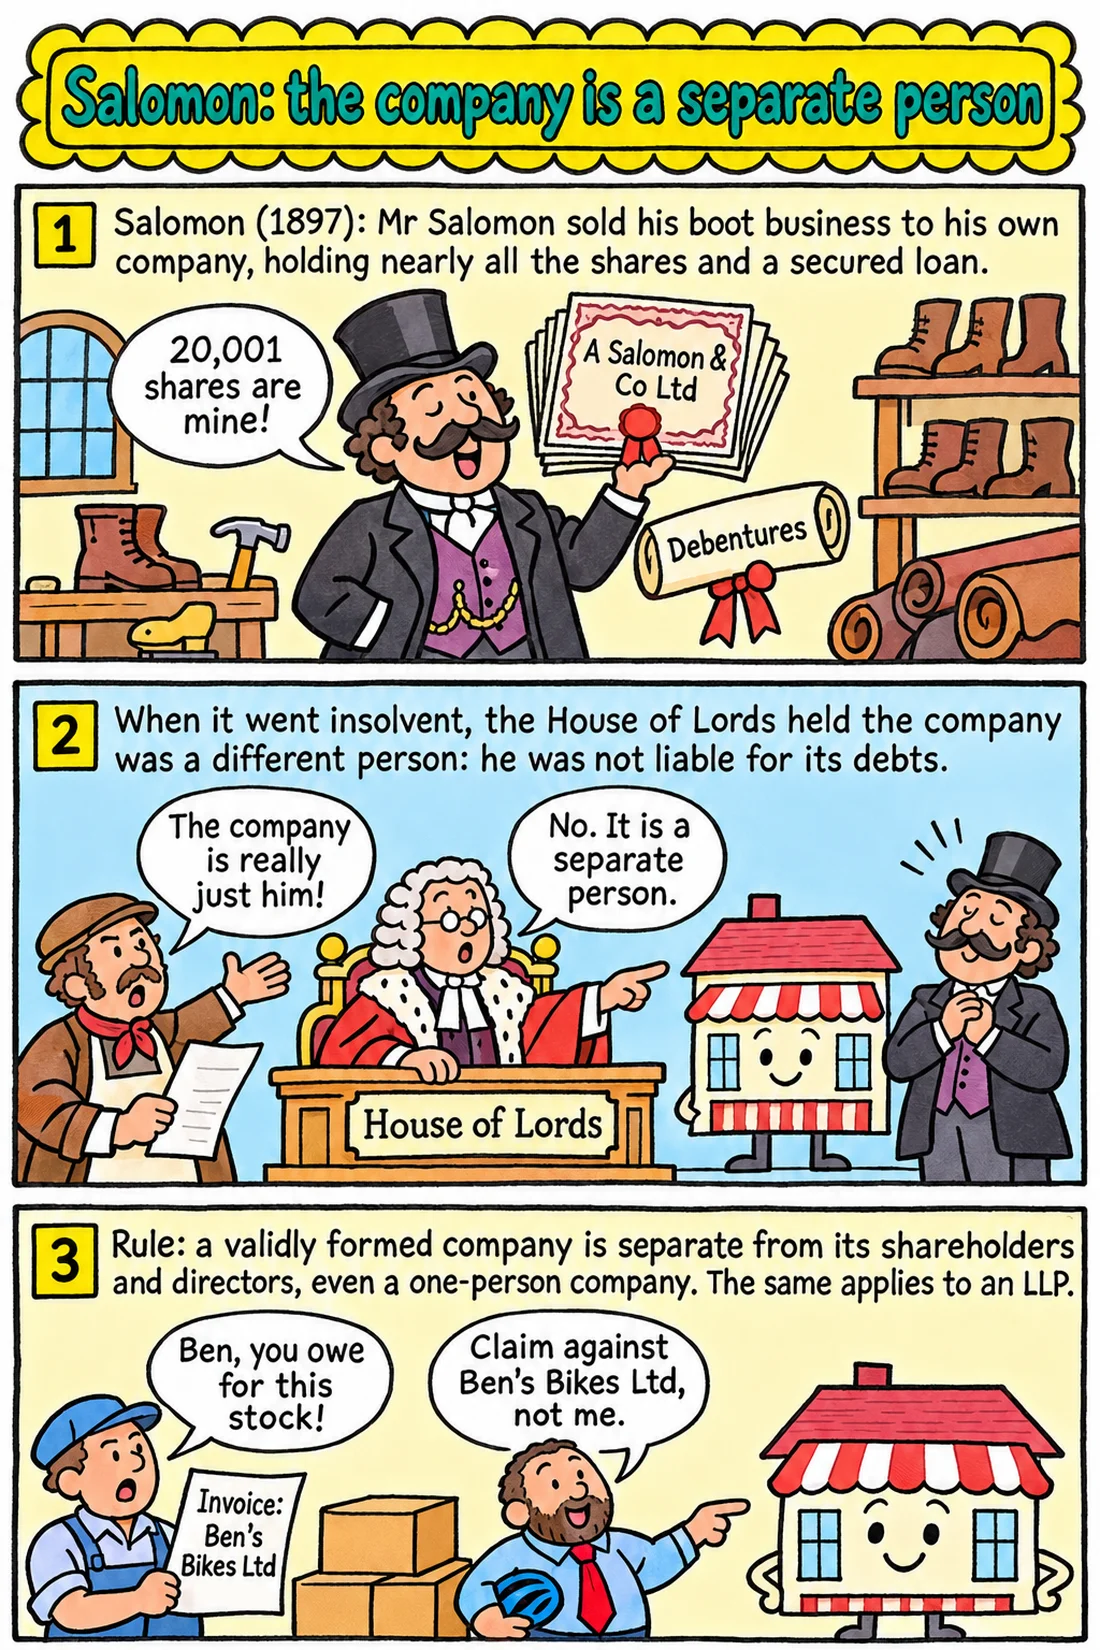 Salomon: the company is a separate person
1
Salomon (1897): Mr Salomon sold his boot business to his own
company, holding nearly all the shares and a secured loan.
20,001
shares are
mine!
A Salomon &
Co Ltd
Debentures
2
When it went insolvent, the House of Lords held the company
was a different person: he was not liable for its debts.
The company
is really
just him!
No. It is a
separate
person.
House of Lords
3
Rule: a validly formed company is separate from its shareholders
and directors, even a one-person company. The same applies to an LLP.
Ben, you owe
for this
stock!
Claim against
Ben's Bikes Ltd,
not me.
Invoice:
Ben's
Bikes Ltd